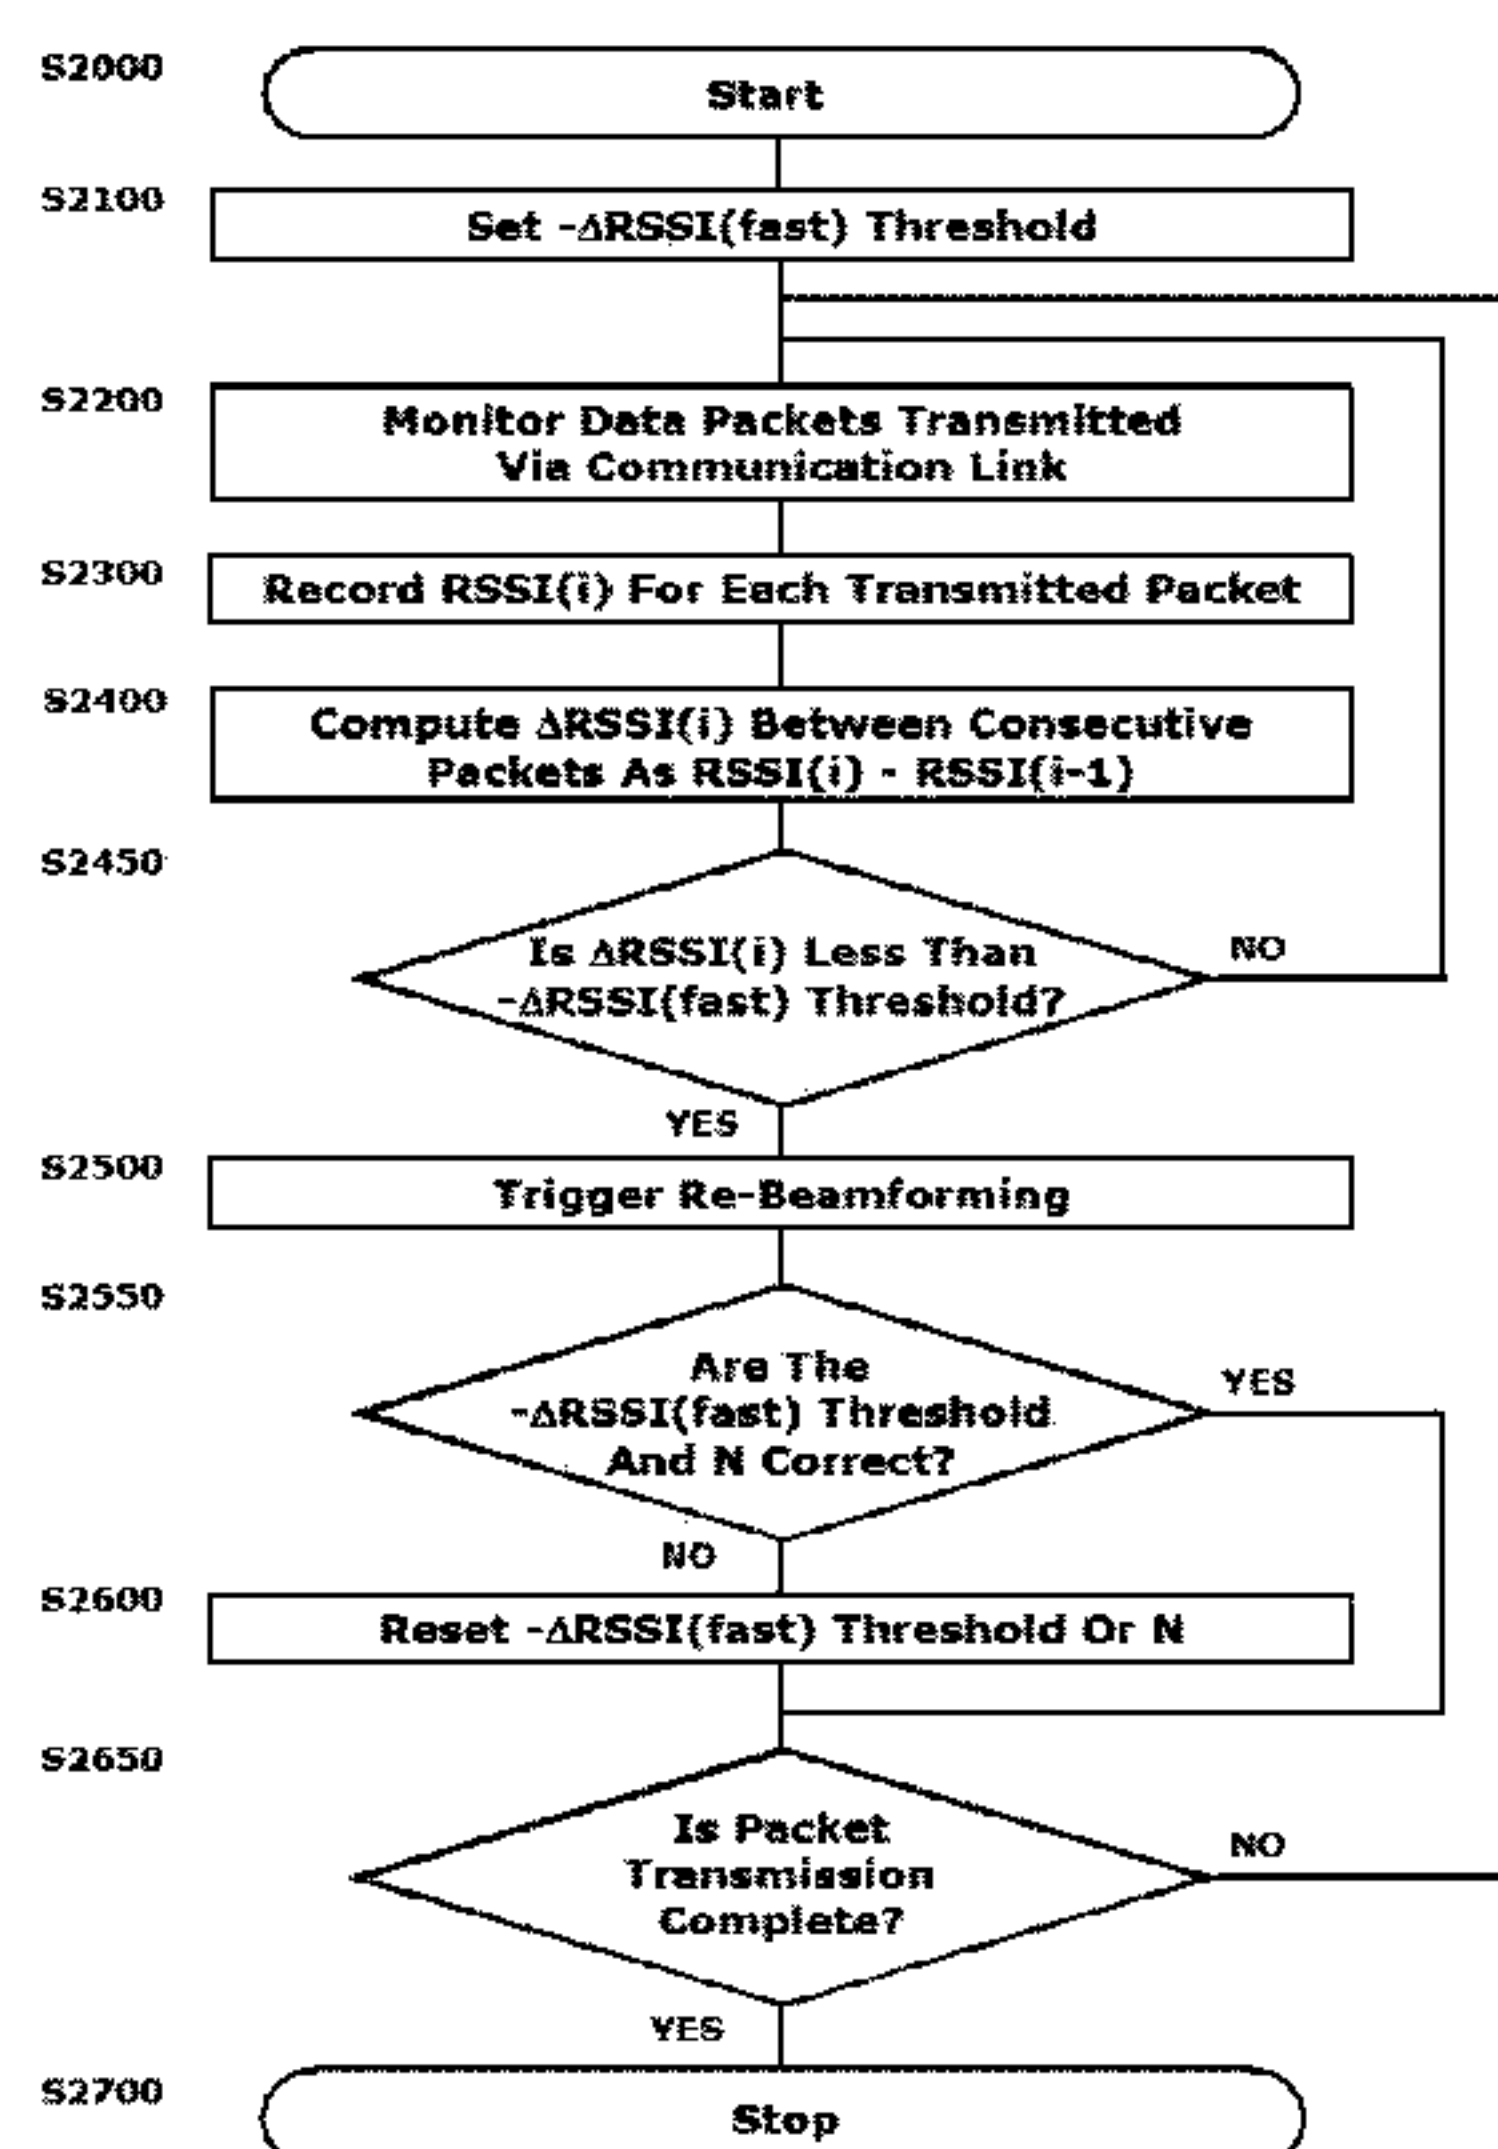 S2000
Start
S2100
Set -ΔRSSI(fast) Threshold
S2200
Monitor Data Packets Transmitted
Via Communication Link
S2300
Record RSSI(i) For Each Transmitted Packet
S2400
Compute ΔRSSI(i) Between Consecutive
Packets As RSSI(i) - RSSI(i-1)
S2450
Is ΔRSSI(i) Less Than
-ΔRSSI(fast) Threshold?
NO
YES
S2500
Trigger Re-Beamforming
S2550
Are The
-ΔRSSI(fast) Threshold
And N Correct?
YES
NO
S2600
Reset -ΔRSSI(fast) Threshold Or N
S2650
Is Packet
Transmission
Complete?
NO
YES
S2700
Stop